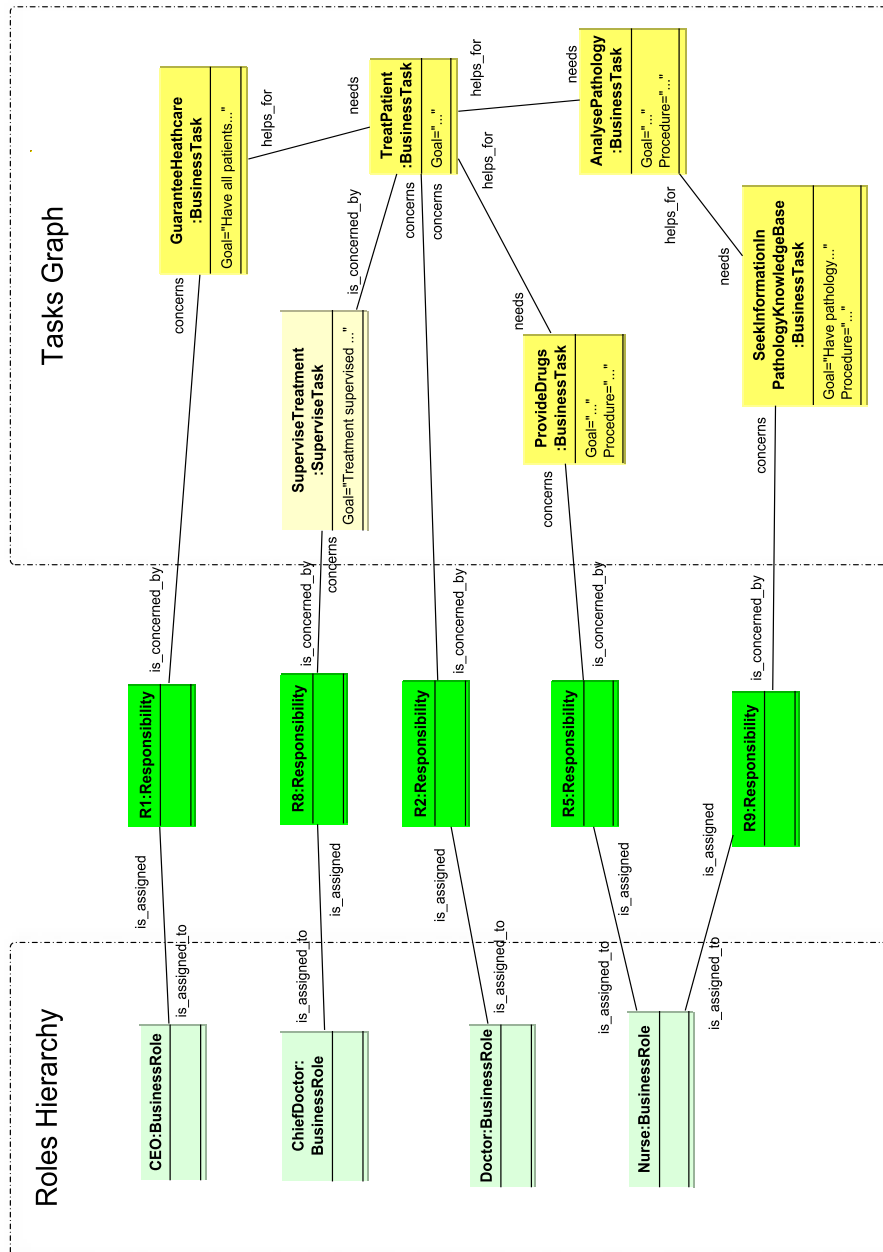 Tasks Graph
GuaranteeHeathcare
:BusinessTask
Goal="Have all patients..."
helps_for
needs
TreatPatient
:BusinessTask
Goal="..."
helps_for
needs
AnalysePathology
:BusinessTask
Goal="..."
Procedure="..."
concerns
is_concerned_by
concerns
concerns
helps_for
helps_for
needs
SuperviseTreatment
:SuperviseTask
Goal="Treatment supervised ..."
needs
ProvideDrugs
:BusinessTask
Goal="..."
Procedure="..."
SeekInformationIn
PathologyKnowledgeBase
:BusinessTask
Goal="Have pathology..."
Procedure="..."
concerns
concerns
concerns
is_concerned_by
is_concerned_by
is_concerned_by
is_concerned_by
is_concerned_by
R1:Responsibility
R8:Responsibility
R2:Responsibility
R5:Responsibility
R9:Responsibility
is_assigned
is_assigned
is_assigned
is_assigned
is_assigned
is_assigned_to
is_assigned_to
is_assigned_to
is_assigned_to
is_assigned_to
Roles Hierarchy
CEO:BusinessRole
ChiefDoctor:
BusinessRole
Doctor:BusinessRole
Nurse:BusinessRole